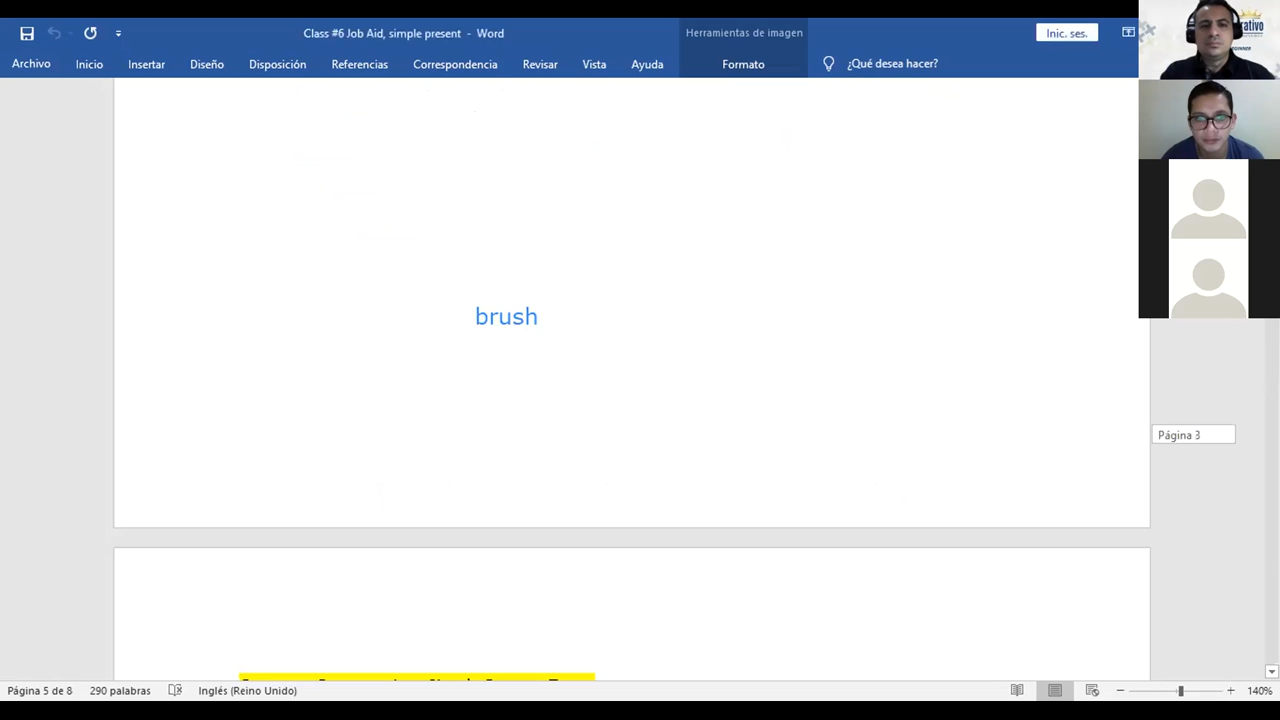 Class #6 Job Aid, simple present - Word
Herramientas de imagen
Inic. ses.
Archivo Inicio Insertar Diseño Disposición Referencias Correspondencia Revisar Vista Ayuda Formato ¿Qué desea hacer?
brush
Página 3
Página 5 de 8 290 palabras Inglés (Reino Unido) 140%